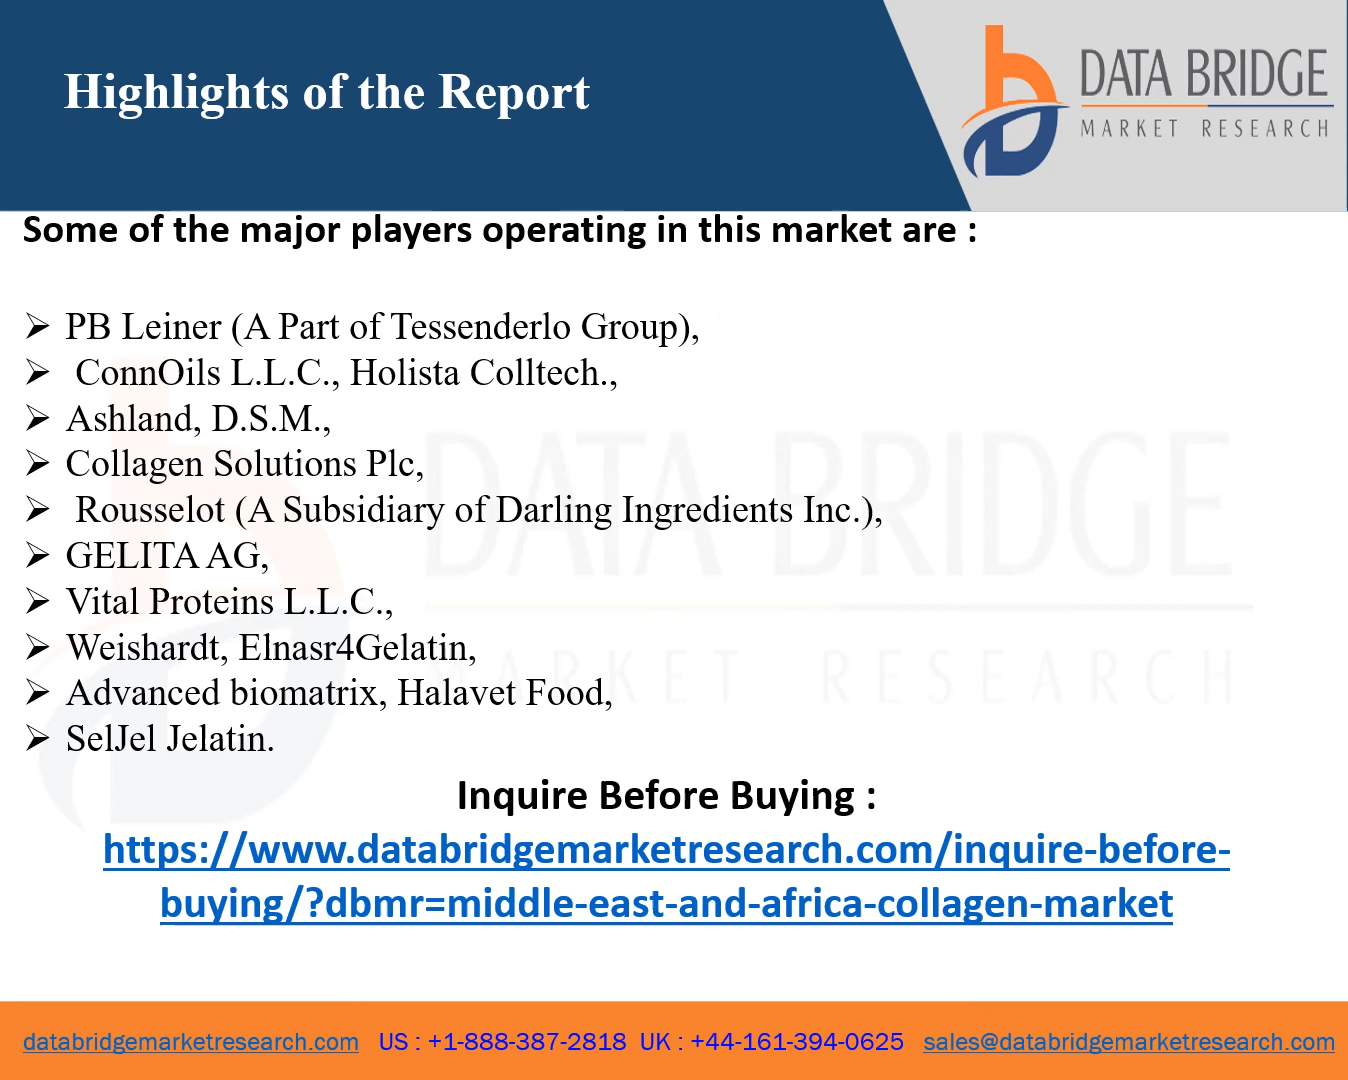 Highlights of the Report
DATA BRIDGE
MARKET RESEARCH
Some of the major players operating in this market are :
➢ PB Leiner (A Part of Tessenderlo Group),
➢ ConnOils L.L.C., Holista Colltech.,
➢ Ashland, D.S.M.,
➢ Collagen Solutions Plc,
➢ Rousselot (A Subsidiary of Darling Ingredients Inc.),
➢ GELITA AG,
➢ Vital Proteins L.L.C.,
➢ Weishardt, Elnasr4Gelatin,
➢ Advanced biomatrix, Halavet Food,
➢ SelJel Jelatin.
DATA BRIDGE
MARKET RESEARCH
Inquire Before Buying :
https://www.databridgemarketresearch.com/inquire-before-
buying/?dbmr=middle-east-and-africa-collagen-market
databridgemarketresearch.com US : +1-888-387-2818 UK : +44-161-394-0625 sales@databridgemarketresearch.com